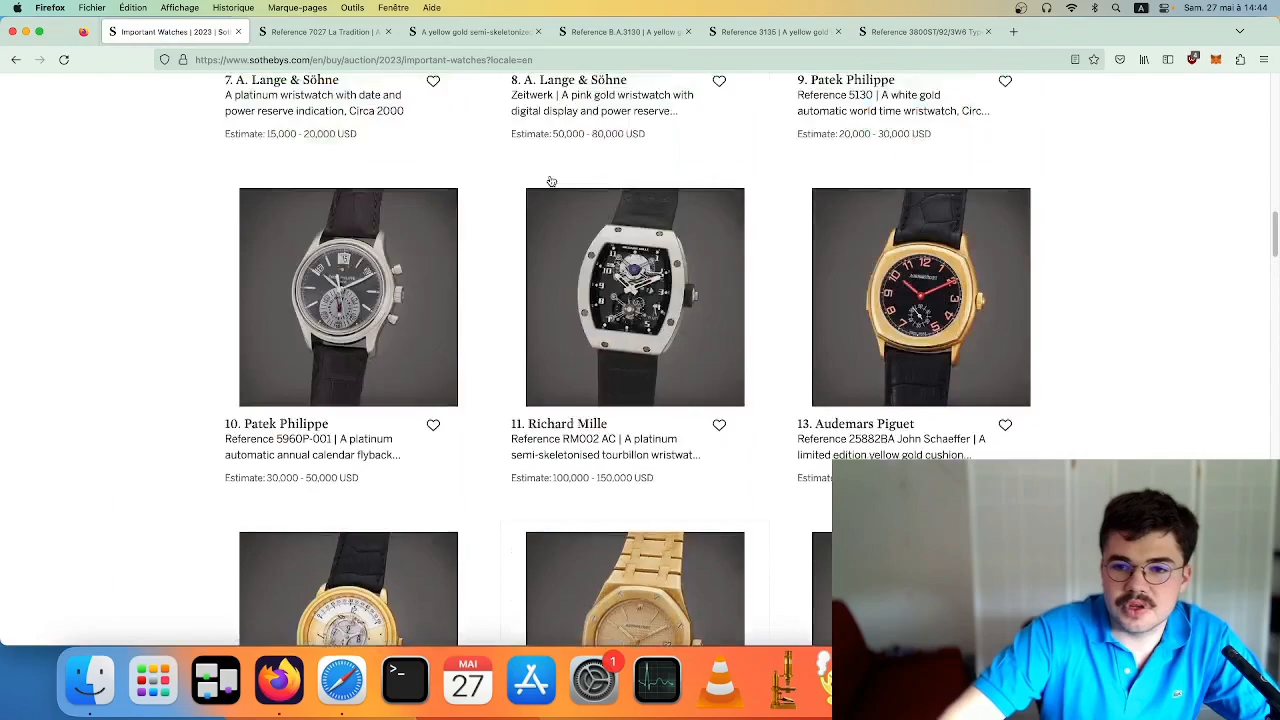 Firefox Fichier Édition Affichage Historique Marque-pages Outils Fenêtre Aide
A
Sam. 27 mai à 14:44
S Important Watches | 2023 | Sot
S Reference 7027 La Tradition | A
S A yellow gold semi-skeletonize
S Reference B.A.3130 | A yellow g
S Reference 3135 | A yellow gold
S Reference 3800ST/92/3W6 Typ
https://www.sothebys.com/en/buy/auction/2023/important-watches?locale=en
4
7. A. Lange & Söhne
A platinum wristwatch with date and
power reserve indication, Circa 2000
Estimate: 15,000 - 20,000 USD
8. A. Lange & Söhne
Zeitwerk | A pink gold wristwatch with
digital display and power reserve...
Estimate: 50,000 - 80,000 USD
9. Patek Philippe
Reference 5130 | A white gold
automatic world time wristwatch, Circ...
Estimate: 20,000 - 30,000 USD
10. Patek Philippe
Reference 5960P-001 | A platinum
automatic annual calendar flyback...
Estimate: 30,000 - 50,000 USD
11. Richard Mille
Reference RM002 AC | A platinum
semi-skeletonised tourbillon wristwat...
Estimate: 100,000 - 150,000 USD
13. Audemars Piguet
Reference 25882BA John Schaeffer | A
limited edition yellow gold cushion...
MAI
27
1